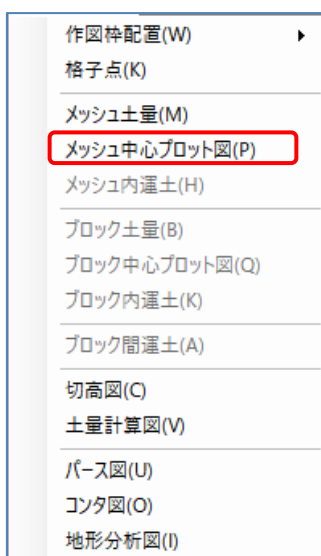 作図枠配置(W)
格子点(K)
メッシュ土量(M)
メッシュ中心プロット図(P)
メッシュ内運土(H)
ブロック土量(B)
ブロック中心プロット図(Q)
ブロック内運土(K)
ブロック間運土(A)
切高図(C)
土量計算図(V)
パース図(U)
コンタ図(O)
地形分析図(I)